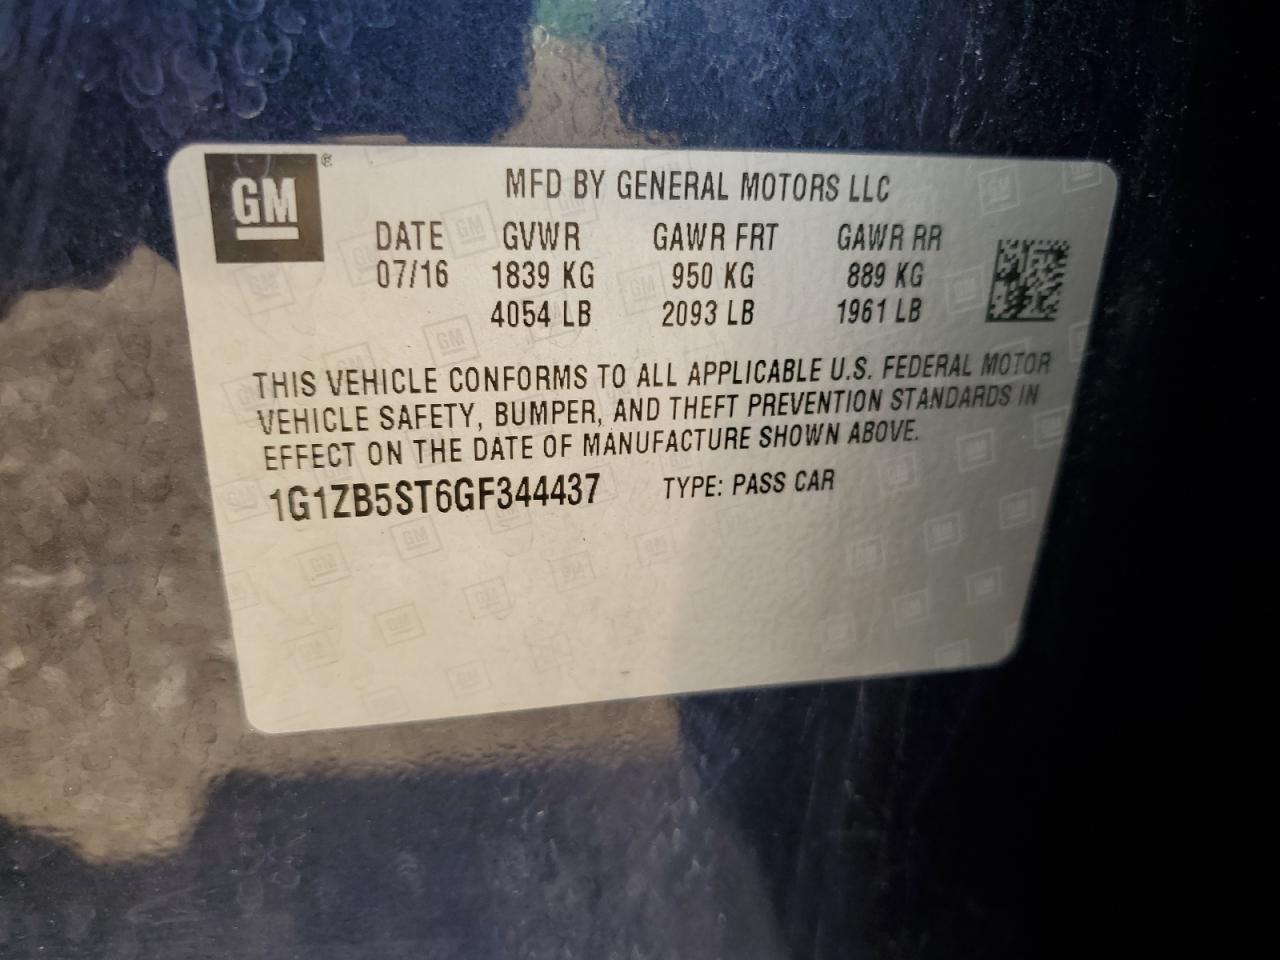 GM ®
MFD BY GENERAL MOTORS LLC
DATE GVWR GAWR FRT GAWR RR
07/16 1839 KG 950 KG 889 KG
4054 LB 2093 LB 1961 LB
THIS VEHICLE CONFORMS TO ALL APPLICABLE U.S. FEDERAL MOTOR
VEHICLE SAFETY, BUMPER, AND THEFT PREVENTION STANDARDS IN
EFFECT ON THE DATE OF MANUFACTURE SHOWN ABOVE.
1G1ZB5ST6GF344437 TYPE: PASS CAR